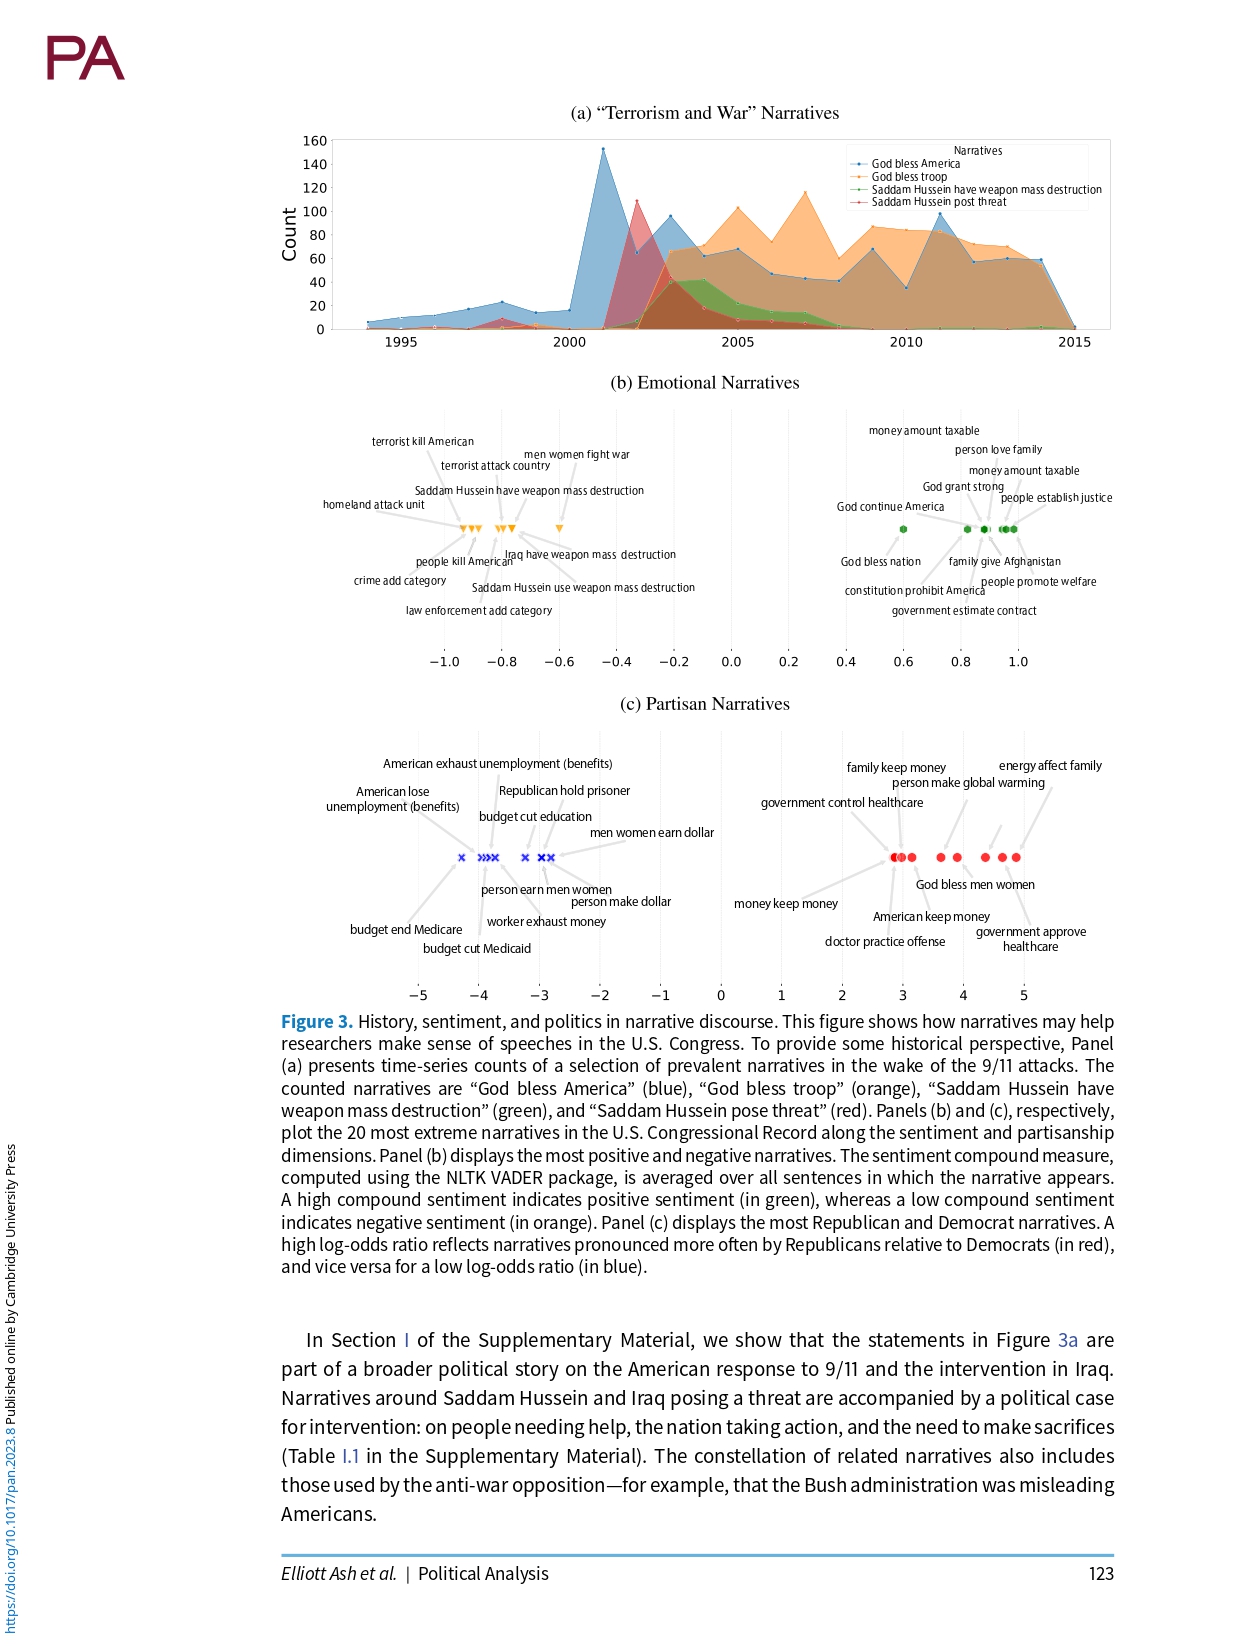 PA
(a) “Terrorism and War” Narratives
160
140
120
100
80
60
40
20
0
Count
Narratives
God bless America
God bless troop
Saddam Hussein have weapon mass destruction
Saddam Hussein post threat
1995 2000 2005 2010 2015
(b) Emotional Narratives
money amount taxable
terrorist kill American
person love family
men women fight war
terrorist attack country
money amount taxable
Saddam Hussein have weapon mass destruction
God grant strong
people establish justice
homeland attack unit
God continue America
people kill American
Iraq have weapon mass destruction
God bless nation
family give Afghanistan
crime add category
people promote welfare
Saddam Hussein use weapon mass destruction
constitution prohibit America
law enforcement add category
government estimate contract
−1.0 −0.8 −0.6 −0.4 −0.2 0.0 0.2 0.4 0.6 0.8 1.0
(c) Partisan Narratives
American exhaust unemployment (benefits)
family keep money
energy affect family
person make global warming
American lose
unemployment (benefits)
Republican hold prisoner
government control healthcare
budget cut education
men women earn dollar
person earn men women
God bless men women
person make dollar
money keep money
worker exhaust money
American keep money
budget end Medicare
government approve
healthcare
doctor practice offense
budget cut Medicaid
−5 −4 −3 −2 −1 0 1 2 3 4 5
Figure 3. History, sentiment, and politics in narrative discourse. This figure shows how narratives may help
researchers make sense of speeches in the U.S. Congress. To provide some historical perspective, Panel
(a) presents time-series counts of a selection of prevalent narratives in the wake of the 9/11 attacks. The
counted narratives are “God bless America” (blue), “God bless troop” (orange), “Saddam Hussein have
weapon mass destruction” (green), and “Saddam Hussein pose threat” (red). Panels (b) and (c), respectively,
plot the 20 most extreme narratives in the U.S. Congressional Record along the sentiment and partisanship
dimensions. Panel (b) displays the most positive and negative narratives. The sentiment compound measure,
computed using the NLTK VADER package, is averaged over all sentences in which the narrative appears.
A high compound sentiment indicates positive sentiment (in green), whereas a low compound sentiment
indicates negative sentiment (in orange). Panel (c) displays the most Republican and Democrat narratives. A
high log-odds ratio reflects narratives pronounced more often by Republicans relative to Democrats (in red),
and vice versa for a low log-odds ratio (in blue).
In Section I of the Supplementary Material, we show that the statements in Figure 3a are
part of a broader political story on the American response to 9/11 and the intervention in Iraq.
Narratives around Saddam Hussein and Iraq posing a threat are accompanied by a political case
for intervention: on people needing help, the nation taking action, and the need to make sacrifices
(Table I.1 in the Supplementary Material). The constellation of related narratives also includes
those used by the anti-war opposition—for example, that the Bush administration was misleading
Americans.
Elliott Ash et al. | Political Analysis 123
https://doi.org/10.1017/pan.2023.8 Published online by Cambridge University Press